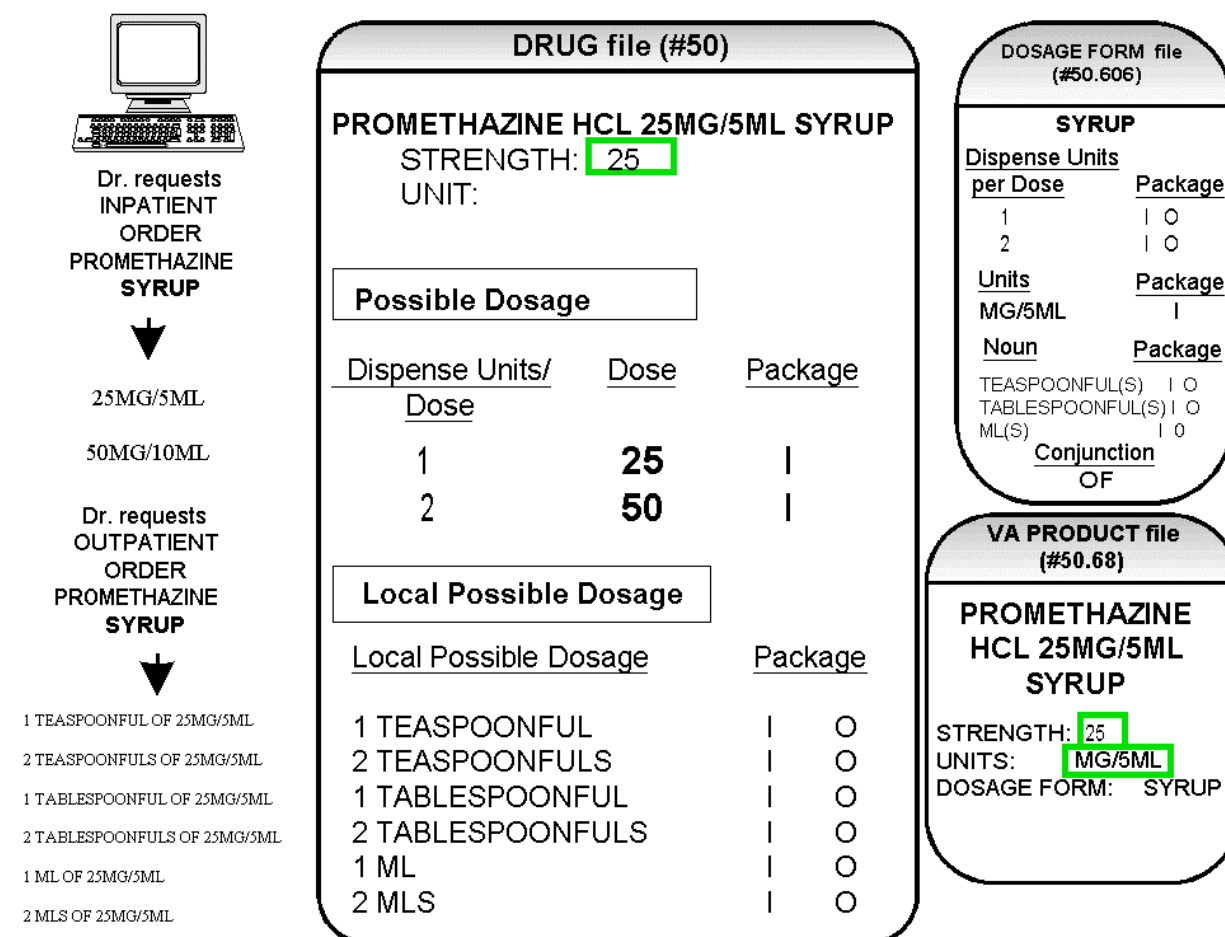 Dr. requests
INPATIENT
ORDER
PROMETHAZINE
SYRUP
25MG/5ML
50MG/10ML
Dr. requests
OUTPATIENT
ORDER
PROMETHAZINE
SYRUP
1 TEASPOONFUL OF 25MG/5ML
2 TEASPOONFULS OF 25MG/5ML
1 TABLESPOONFUL OF 25MG/5ML
2 TABLESPOONFULS OF 25MG/5ML
1 ML OF 25MG/5ML
2 MLS OF 25MG/5ML
DRUG file (#50)
PROMETHAZINE HCL 25MG/5ML SYRUP
STRENGTH: 25
UNIT:
Possible Dosage
Dispense Units/ Dose Package
Dose
1 25 I
2 50 I
Local Possible Dosage
Local Possible Dosage Package
1 TEASPOONFUL I O
2 TEASPOONFULS I O
1 TABLESPOONFUL I O
2 TABLESPOONFULS I O
1 ML I O
2 MLS I O
DOSAGE FORM file
(#50.606)
SYRUP
Dispense Units
per Dose Package
1 I O
2 I O
Units Package
MG/5ML I
Noun Package
TEASPOONFUL(S) I O
TABLESPOONFUL(S) I O
ML(S) I 0
Conjunction
OF
VA PRODUCT file
(#50.68)
PROMETHAZINE
HCL 25MG/5ML
SYRUP
STRENGTH: 25
UNITS: MG/5ML
DOSAGE FORM: SYRUP